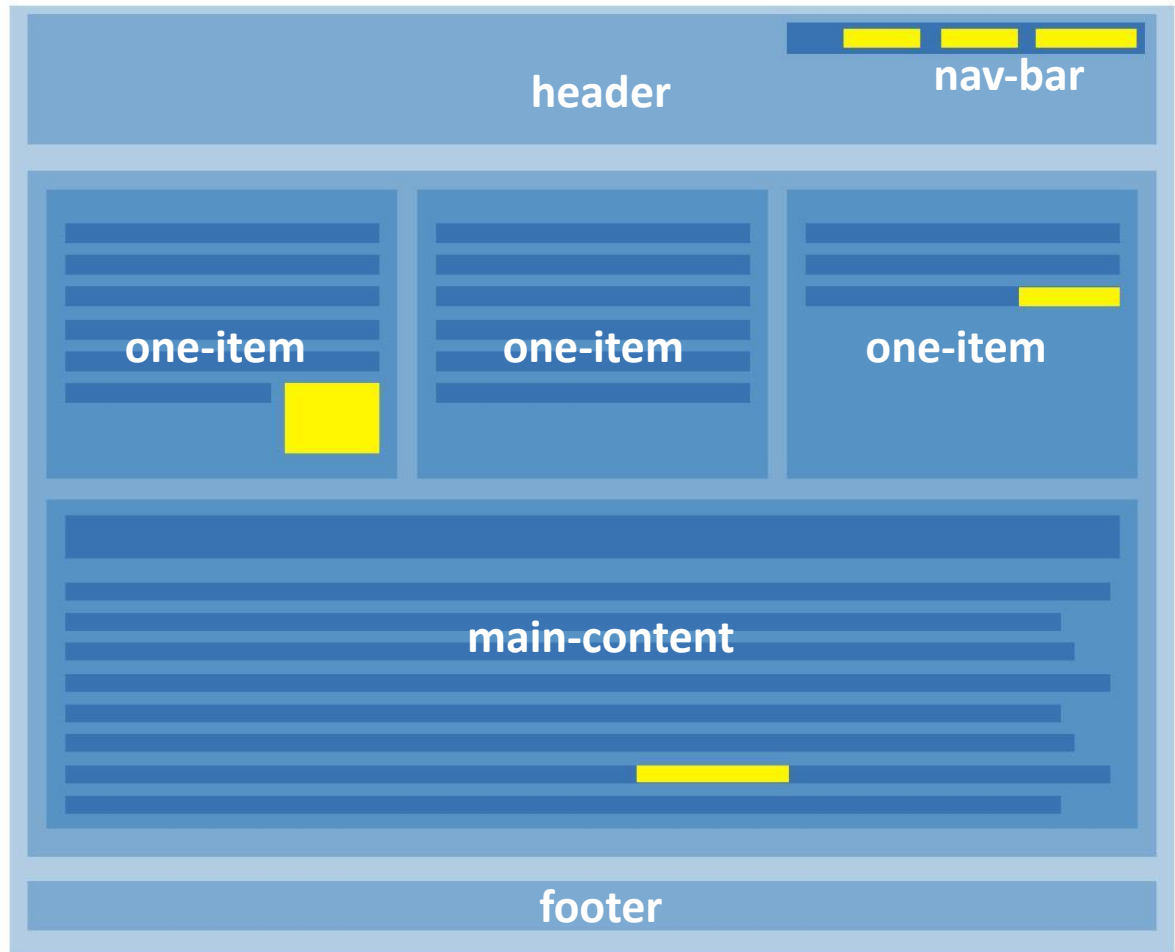 nav-bar
header
one-item
one-item
one-item
main-content
footer